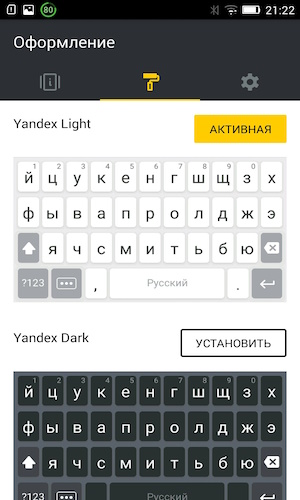 80 21:22
Оформление
Yandex Light
АКТИВНАЯ
1 2 3 4 5 6 7 8 9 0
й ц у к е н г ш щ з х
ф ы в а п р о л д ж э
я ч с м и т ь б ю
?123 , Русский .
Yandex Dark
УСТАНОВИТЬ
1 2 3 4 5 6 7 8 9 0
й ц у к е н г ш щ з х
ф ы в а п р о л д ж э
я ч с м и т ь б ю
?123 , Русский .